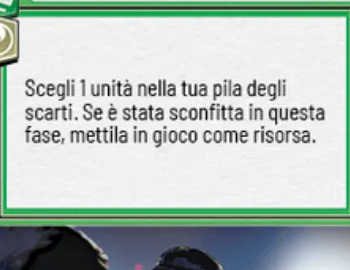 Scegli 1 unità nella tua pila degli
scarti. Se è stata sconfitta in questa
fase, mettila in gioco come risorsa.